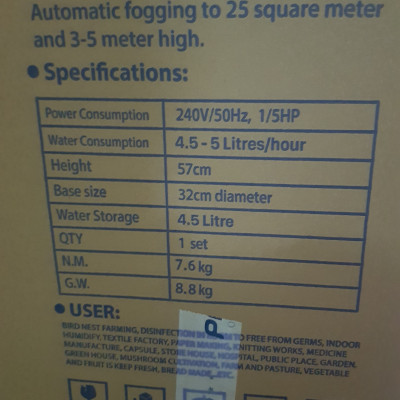 Automatic fogging to 25 square meter
and 3-5 meter high.
● Specifications:
Power Consumption 240V/50Hz, 1/5HP
Water Consumption 4.5 - 5 Litres/hour
Height 57cm
Base size 32cm diameter
Water Storage 4.5 Litre
QTY 1 set
N.M. 7.6 kg
G.W. 8.8 kg
● USER:
BIRD NEST FARMING, DISINFECTION IN TO FREE FROM GERMS, INDOOR
HUMIDIFY, TEXTILE FACTORY, PAPER MAKING, KNITTING WORKS, MEDICINE
MANUFACTURE, CAPSULE, STONE HOUSE, HOSPITAL, PUBLIC PLACE, GARDEN,
GREEN HOUSE, MUSHROOM CULTIVATION, FARM AND PASTURE, VEGETABLE
AND FRUIT IS KEEP FRESH, BREAD MADE, ETC.